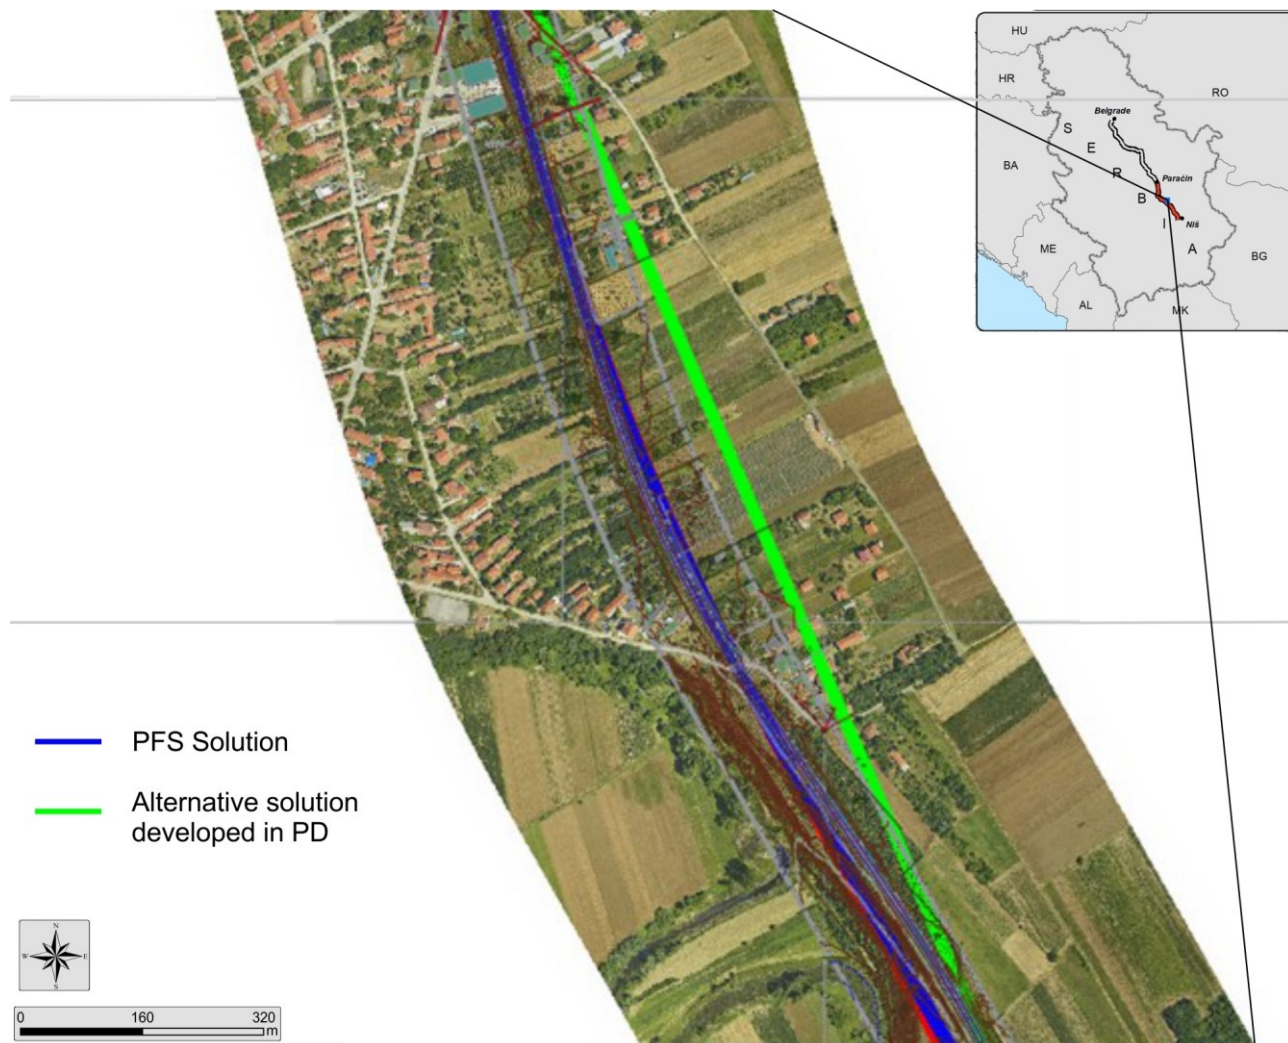 HU
HR
RO
Belgrade
S
E
BA
R
Paraćin
B
Niš
I
ME
A
BG
AL
MK
PFS Solution
Alternative solution
developed in PD
N
W
E
S
0
160
320
m